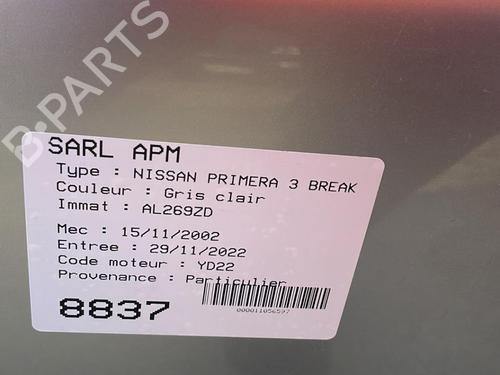 B-PARTS
SARL APM
Type : NISSAN PRIMERA 3 BREAK
Couleur : Gris clair
Immat : AL269ZD
Mec : 15/11/2002
Entree : 29/11/2022
Code moteur : YD22
Provenance : Particulier
8837
000011056597